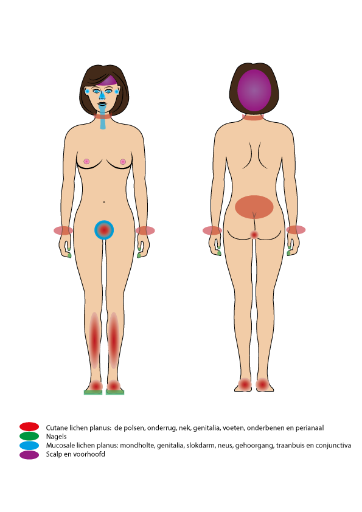 Cutane lichen planus: de polsen, onderrug, nek, genitalia, voeten, onderbenen en perianaal
Nagels
Mucosale lichen planus: mondholte, genitalia, slokdarm, neus, gehoorgang, traanbuis en conjunctiva
Scalp en voorhoofd